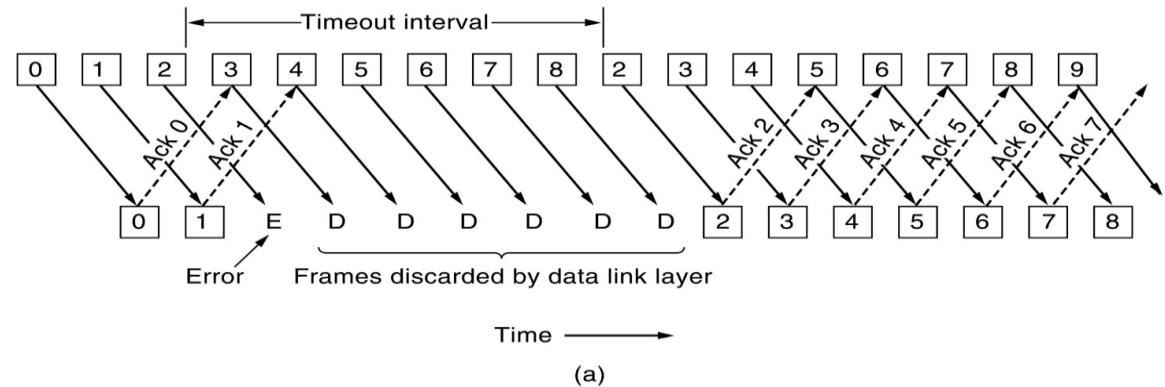 Timeout interval
0 1 2 3 4 5 6 7 8 2 3 4 5 6 7 8 9
Ack 0 Ack 1 Ack 2 Ack 3 Ack 4 Ack 5 Ack 6 Ack 7
0 1 E D D D D D D 2 3 4 5 6 7 8
Error Frames discarded by data link layer
Time
(a)